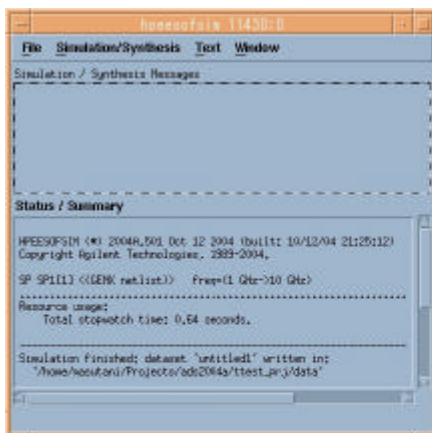 hpeesofsim 11430:0
File Simulation/Synthesis Text Window
Simulation / Synthesis Messages
Status / Summary
HPEESOFSIM (*) 2004A.501 Oct 12 2004 (built: 10/12/04 21:25:12)
Copyright Agilent Technologies, 1989-2004.
SP SP1[1] <(GENX netlist)> freq=(1 GHz->10 GHz)
Resource usage:
Total stopwatch time: 0.64 seconds.
Simulation finished: dataset `untitled1' written in:
`/home/masutani/Projects/ads2004a/ttest_prj/data'